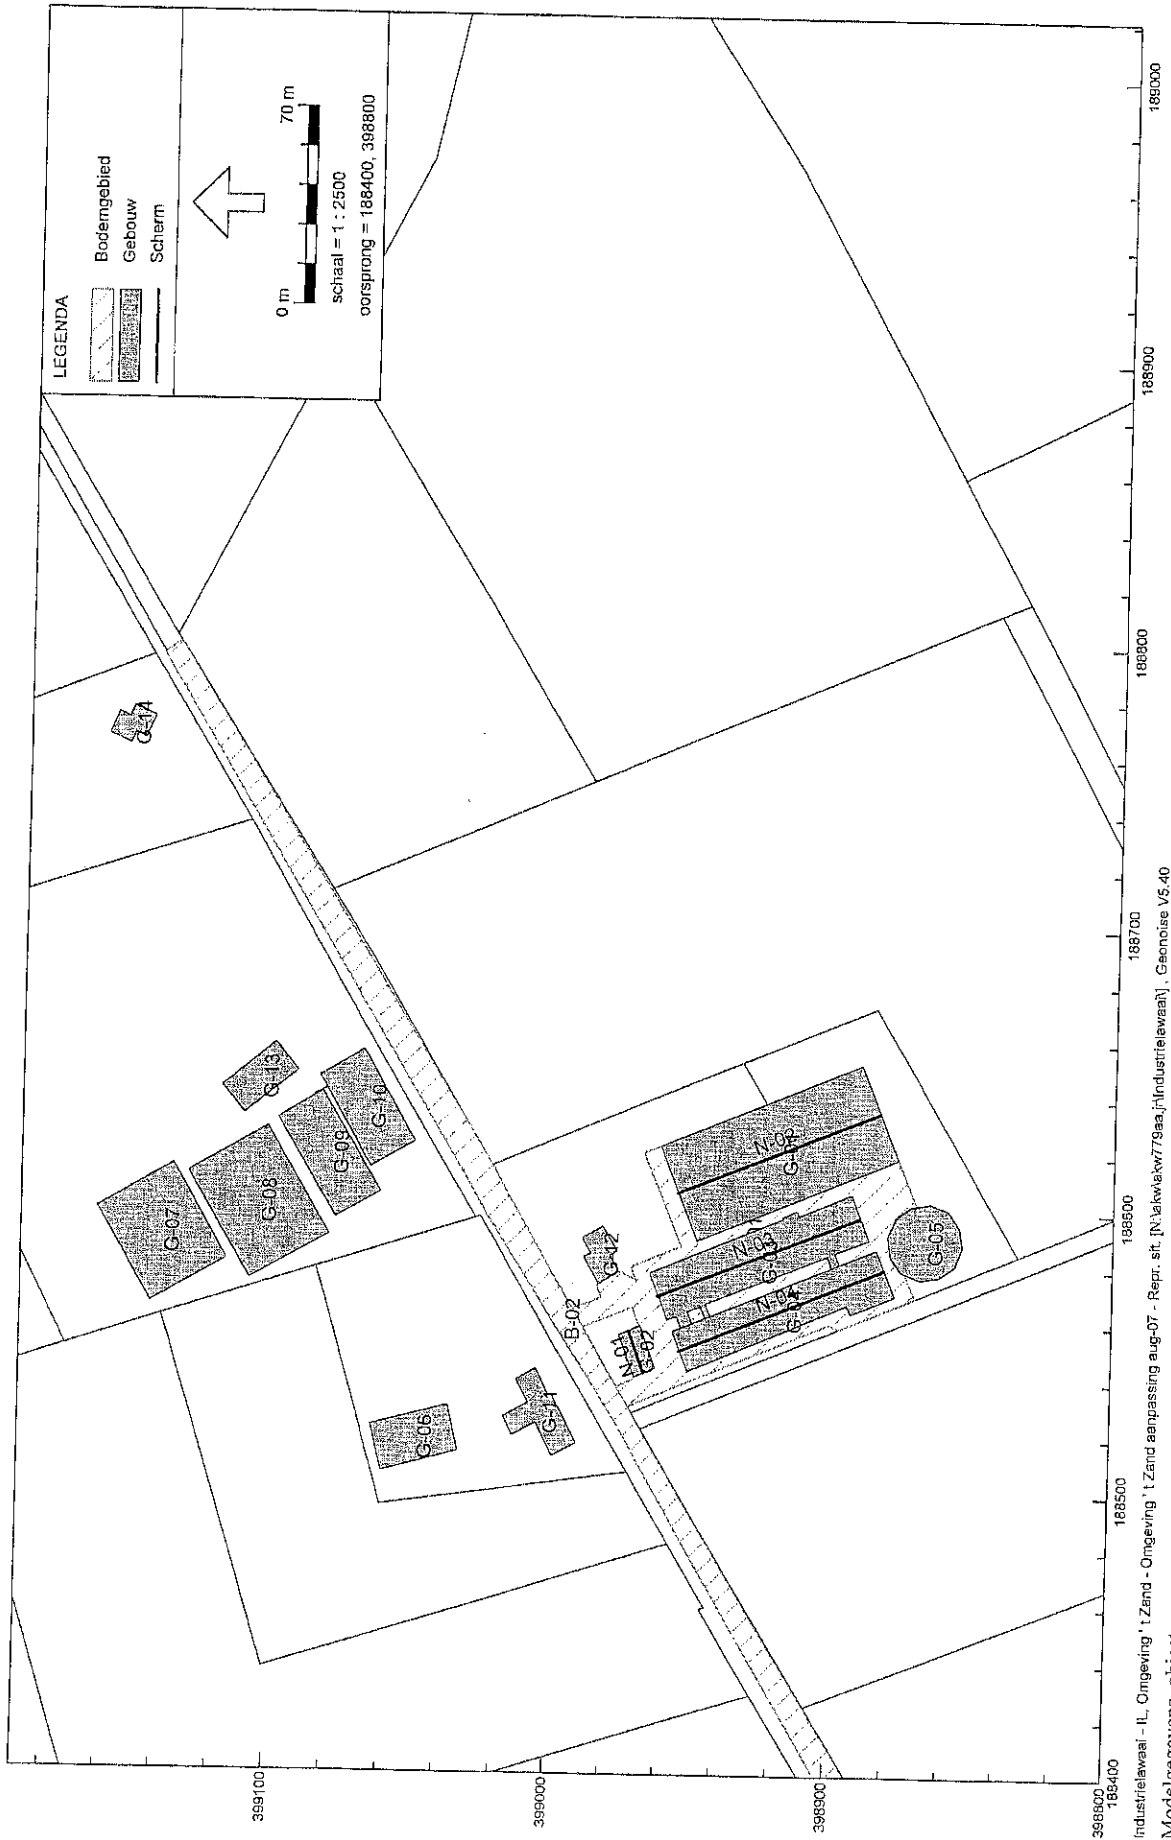 LEGENDA
Bodemgebied
Gebouw
Scherm
0 m
70 m
schaal = 1 : 2500
oorsprong = 188400, 398800
G-14
G-13
G-07
G-08
G-09
G-10
G-06
G-11
G-12
B-02
N-01
G-02
N-03
G-03
N-04
G-04
N-02
G-01
G-05
399100
399000
398900
398800
188400
188500
188600
188700
188800
188900
189000
Industrielawaai - IL, Omgeving ' t Zand - Omgeving ' t Zand aanpassing aug-07 - Repr. sit. [N:\akw\akw779aa.jr\Industrielawaai\] , Geonoise V5.40